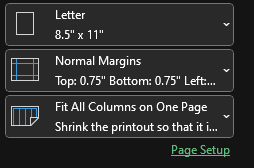 Letter
8.5" x 11"
Normal Margins
Top: 0.75" Bottom: 0.75" Left:...
Fit All Columns on One Page
Shrink the printout so that it i...
Page Setup